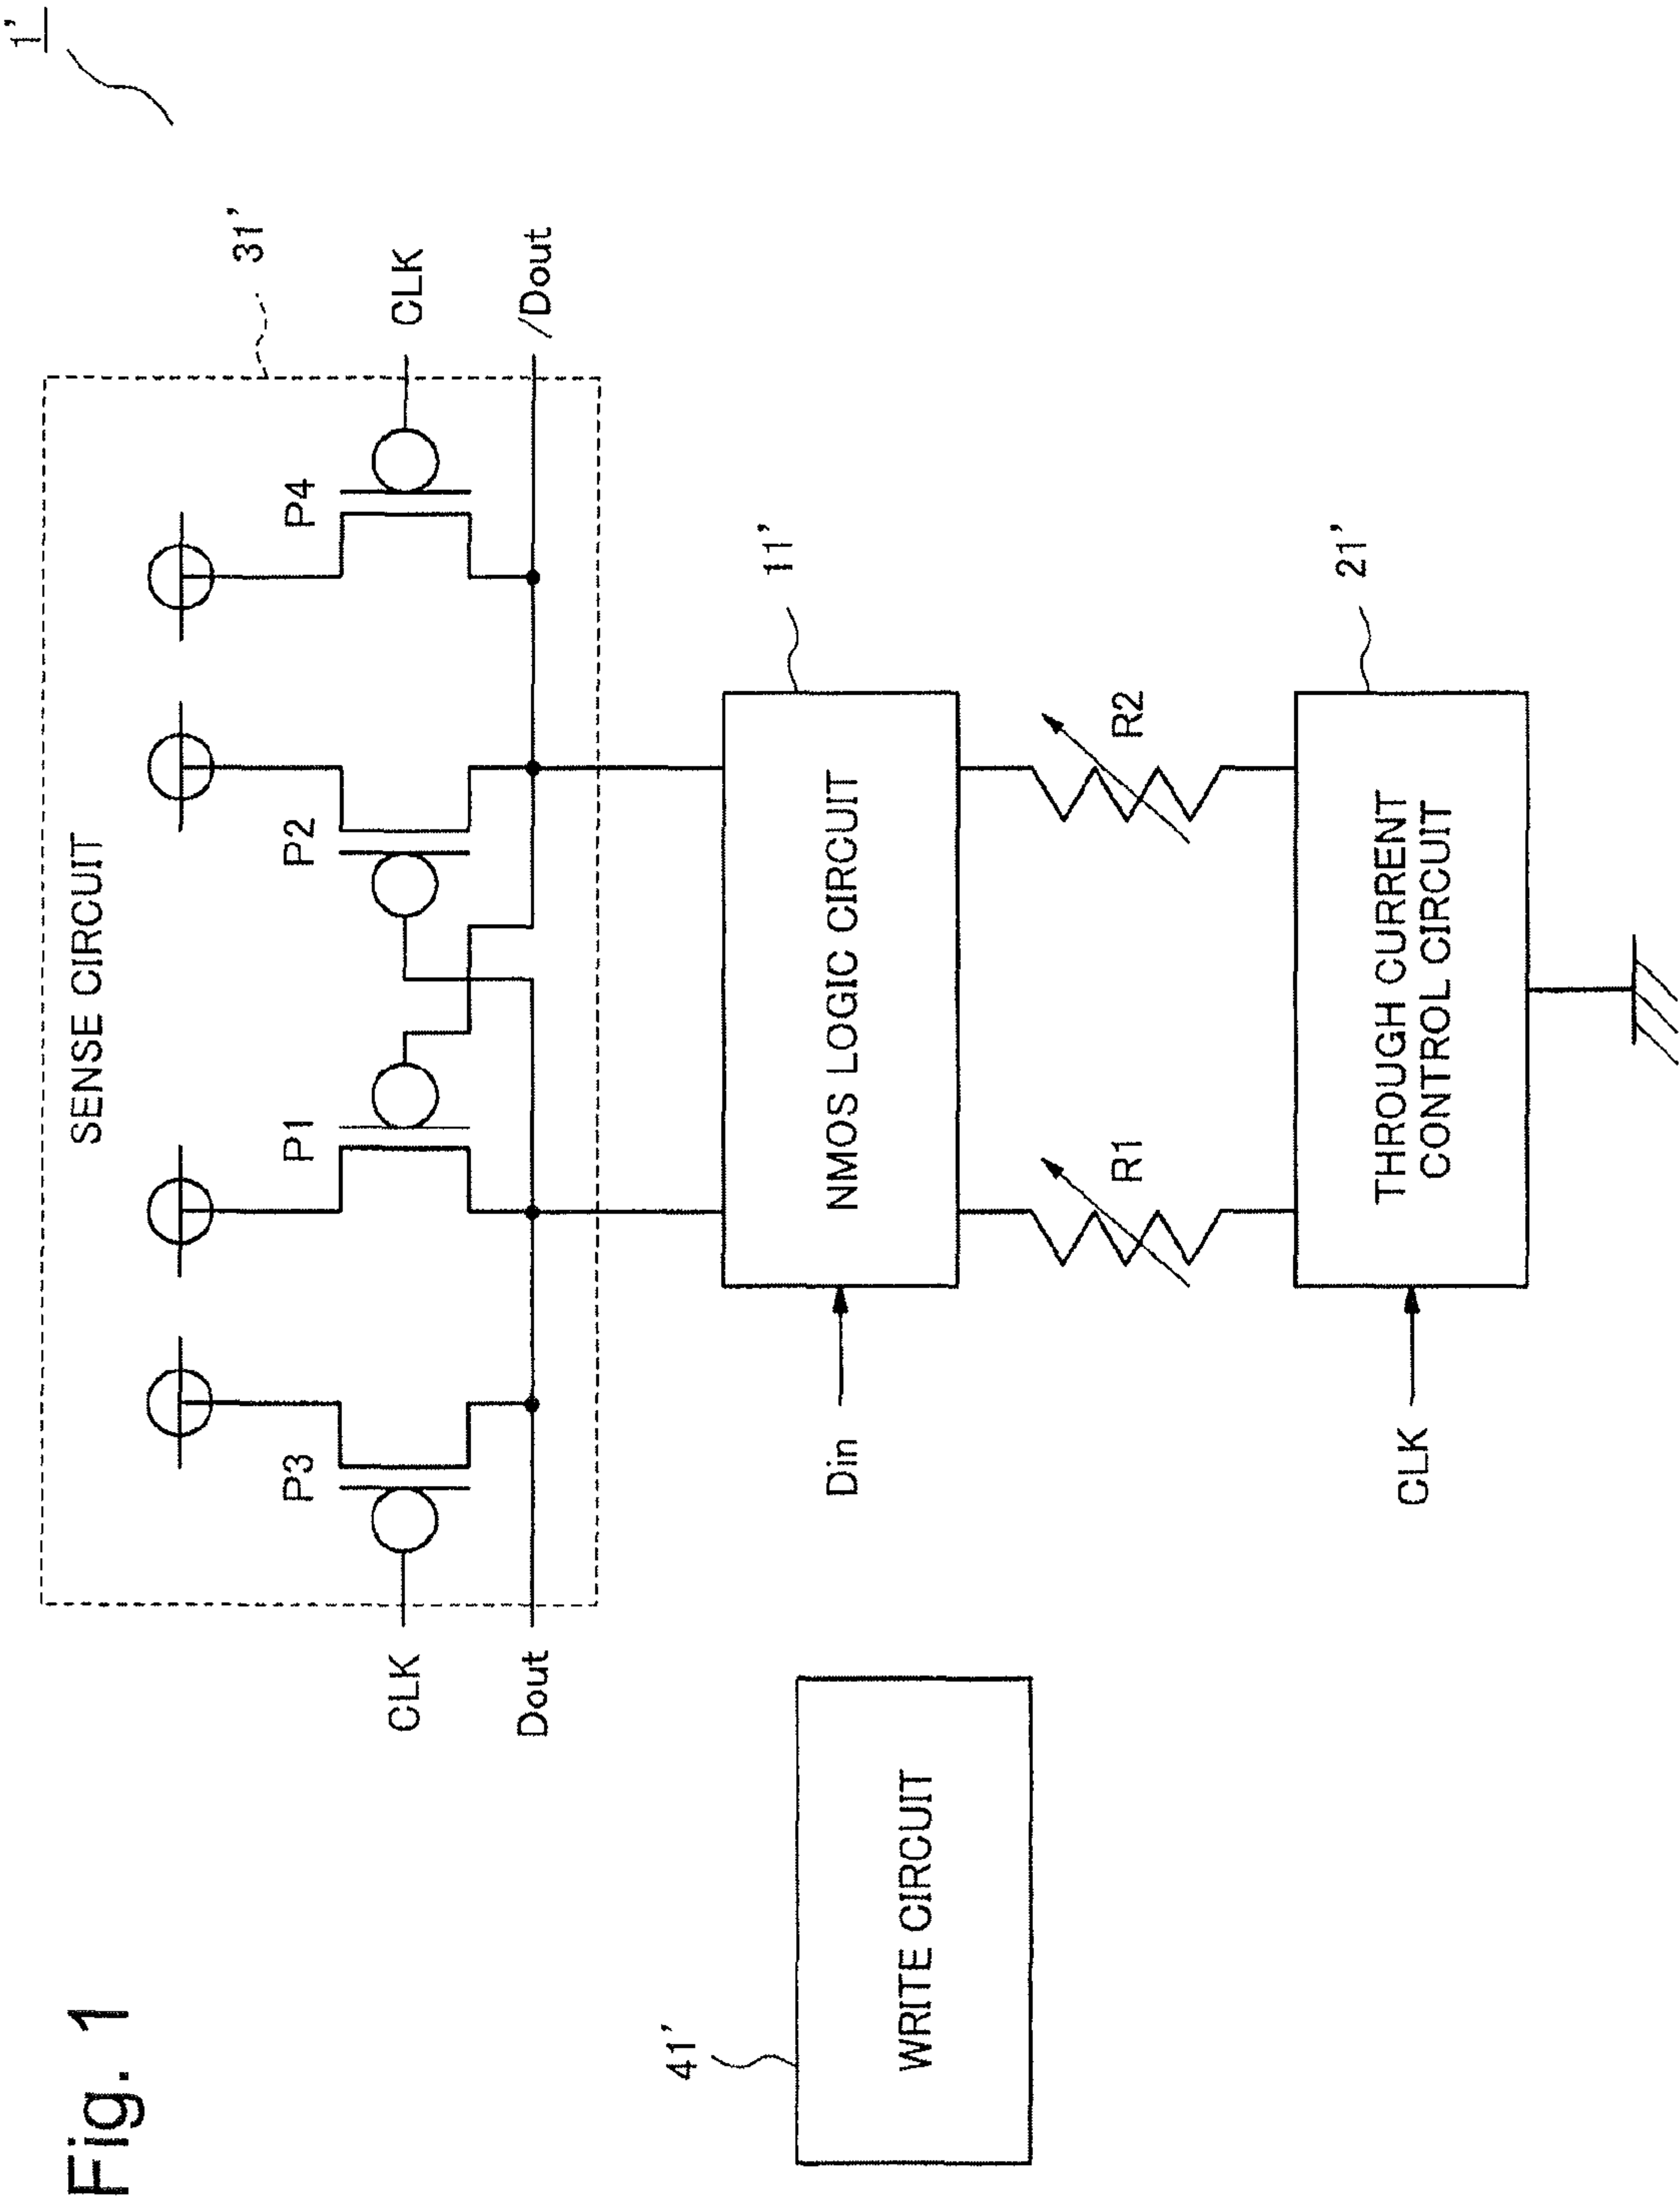 Fig. 1
1'
SENSE CIRCUIT
31'
P3
P1
P2
P4
CLK
CLK
Dout
/Dout
11'
NMOS LOGIC CIRCUIT
Din
41'
WRITE CIRCUIT
R1
R2
21'
THROUGH CURRENT
CONTROL CIRCUIT
CLK